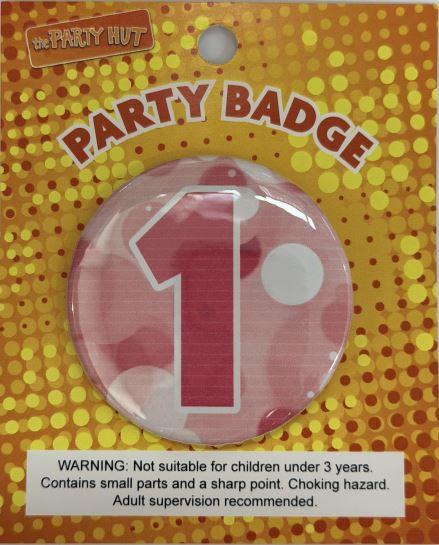 the PARTY HUT
PARTY BADGE
1
WARNING: Not suitable for children under 3 years.
Contains small parts and a sharp point. Choking hazard.
Adult supervision recommended.